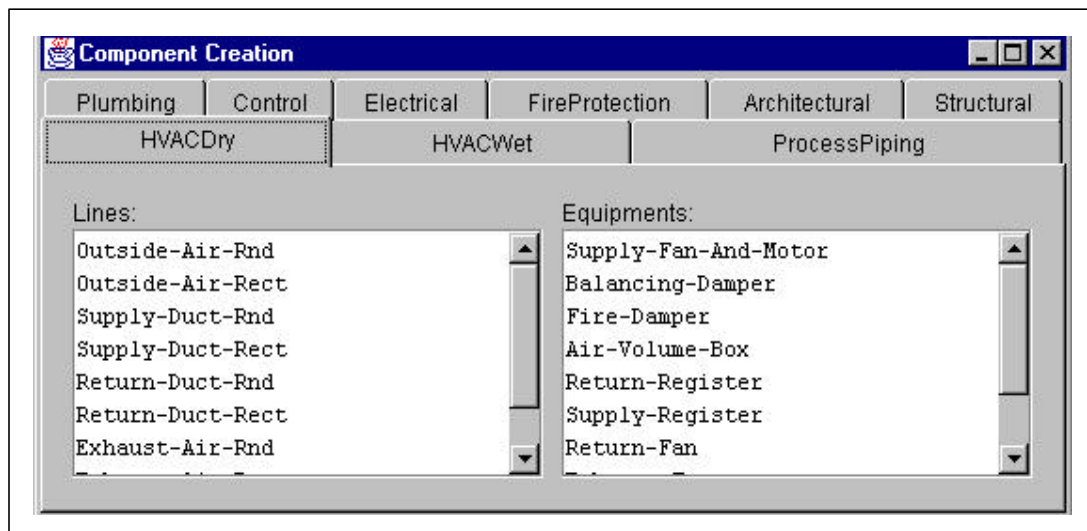 Component Creation
Plumbing Control Electrical FireProtection Architectural Structural
HVACDry HVACWet ProcessPiping
Lines:
Outside-Air-Rnd
Outside-Air-Rect
Supply-Duct-Rnd
Supply-Duct-Rect
Return-Duct-Rnd
Return-Duct-Rect
Exhaust-Air-Rnd
Equipments:
Supply-Fan-And-Motor
Balancing-Damper
Fire-Damper
Air-Volume-Box
Return-Register
Supply-Register
Return-Fan